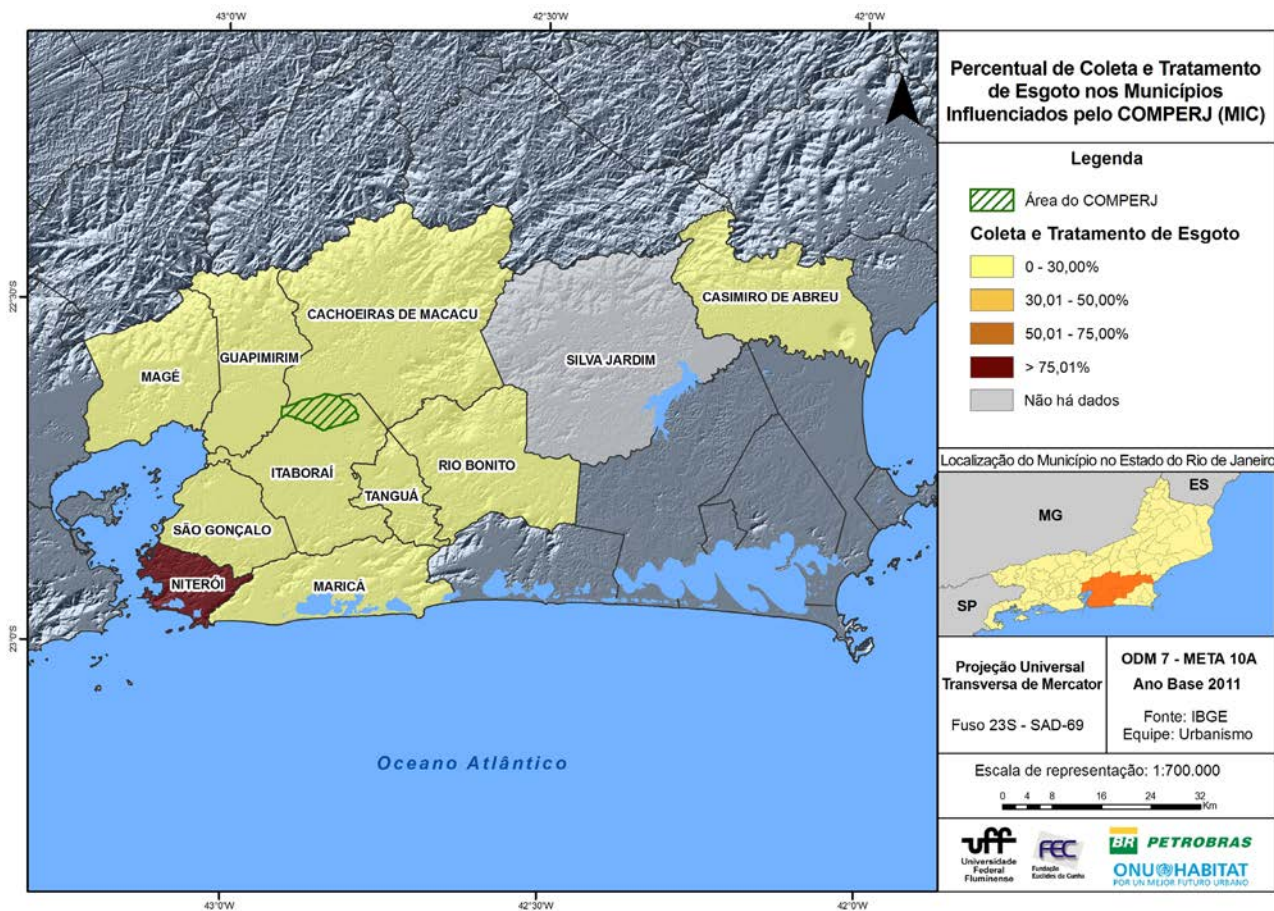 43°0'W
42°30'W
42°0'W
22°30'S
23°0'S
CACHOEIRAS DE MACACU
CASIMIRO DE ABREU
GUAPIMIRIM
MAGÉ
SILVA JARDIM
ITABORAÍ
RIO BONITO
TANGUÁ
SÃO GONÇALO
NITERÓI
MARICÁ
Oceano Atlântico
43°0'W
42°30'W
42°0'W
Percentual de Coleta e Tratamento
de Esgoto nos Municípios
Influenciados pelo COMPERJ (MIC)
Legenda
Área do COMPERJ
Coleta e Tratamento de Esgoto
0 - 30,00%
30,01 - 50,00%
50,01 - 75,00%
> 75,01%
Não há dados
Localização do Município no Estado do Rio de Janeiro
ES
MG
SP
Projeção Universal
Transversa de Mercator
Fuso 23S - SAD-69
ODM 7 - META 10A
Ano Base 2011
Fonte: IBGE
Equipe: Urbanismo
Escala de representação: 1:700.000
0 4 8 16 24 32
Km
uff
Universidade
Federal
Fluminense
FEC
Fundação
Euclides da Cunha
BR PETROBRAS
ONU HABITAT
POR UN MEJOR FUTURO URBANO